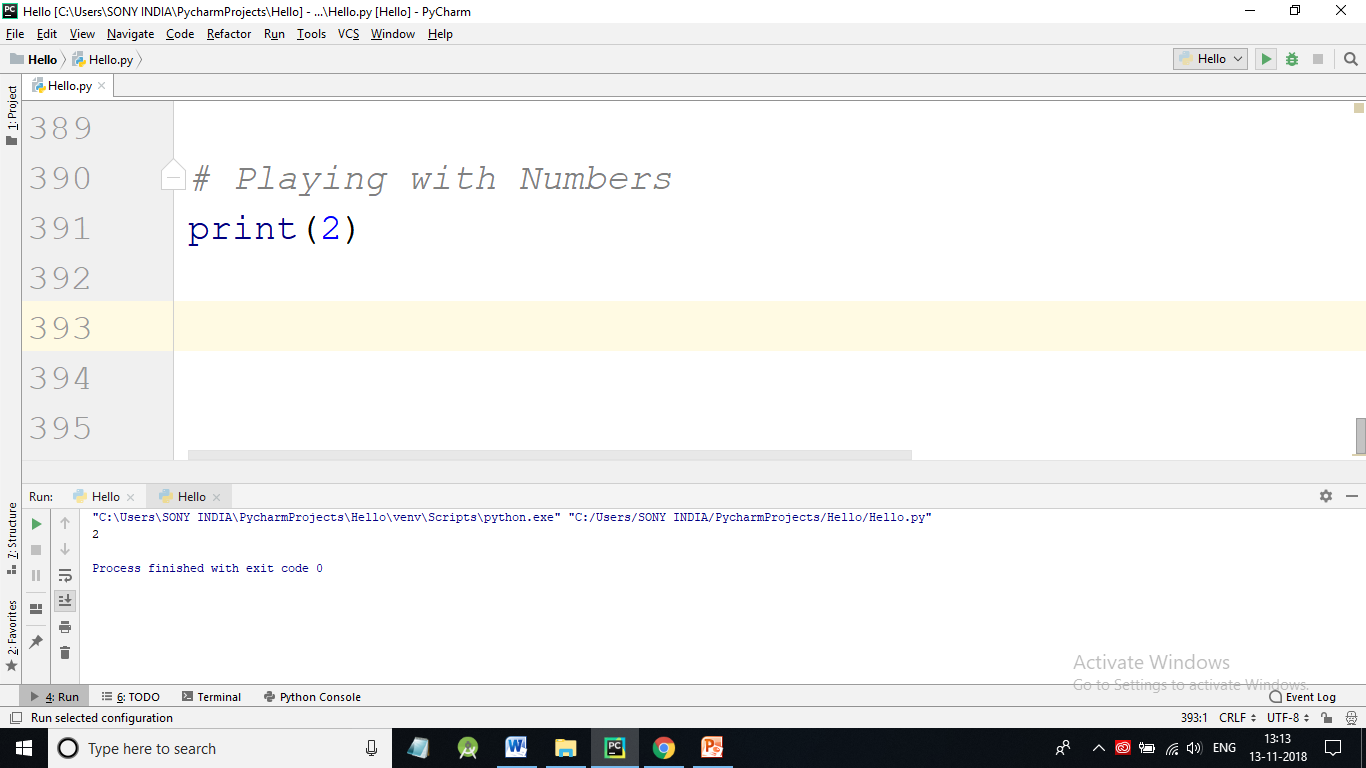 Hello [C:\Users\SONY INDIA\PycharmProjects\Hello] - ...\Hello.py [Hello] - PyCharm
File Edit View Navigate Code Refactor Run Tools VCS Window Help
Hello Hello.py Hello
1: Project
Hello.py
389
390 # Playing with Numbers
391 print(2)
392
393
394
395
7: Structure
2: Favorites
Run: Hello Hello
"C:\Users\SONY INDIA\PycharmProjects\Hello\venv\Scripts\python.exe" "C:/Users/SONY INDIA/PycharmProjects/Hello/Hello.py"
2
Process finished with exit code 0
Activate Windows
Go to Settings to activate Windows.
4: Run 6: TODO Terminal Python Console Event Log
Run selected configuration 393:1 CRLF UTF-8
Type here to search ENG 13:13
13-11-2018